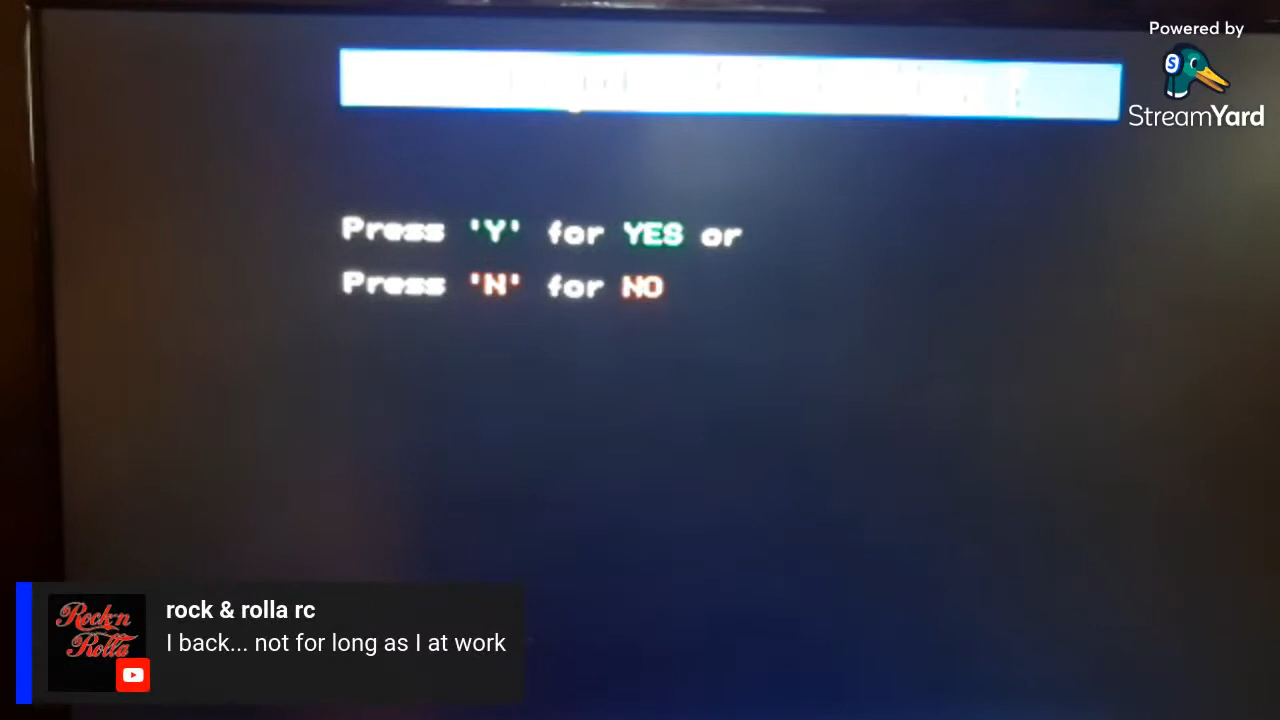 Powered by
StreamYard
Press 'Y' for YES or
Press 'N' for NO
rock & rolla rc
I back... not for long as I at work
Rock n
Rolla